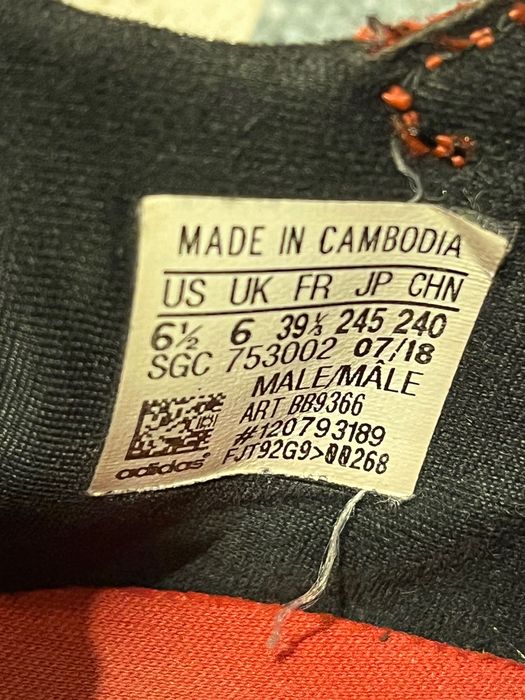 MADE IN CAMBODIA
US UK FR JP CHN
6½ 6 39⅓ 245 240
SGC 753002 07/18
MALE/MÂLE
ART BB9366
#120793189
adidas® FJT92G9>00268